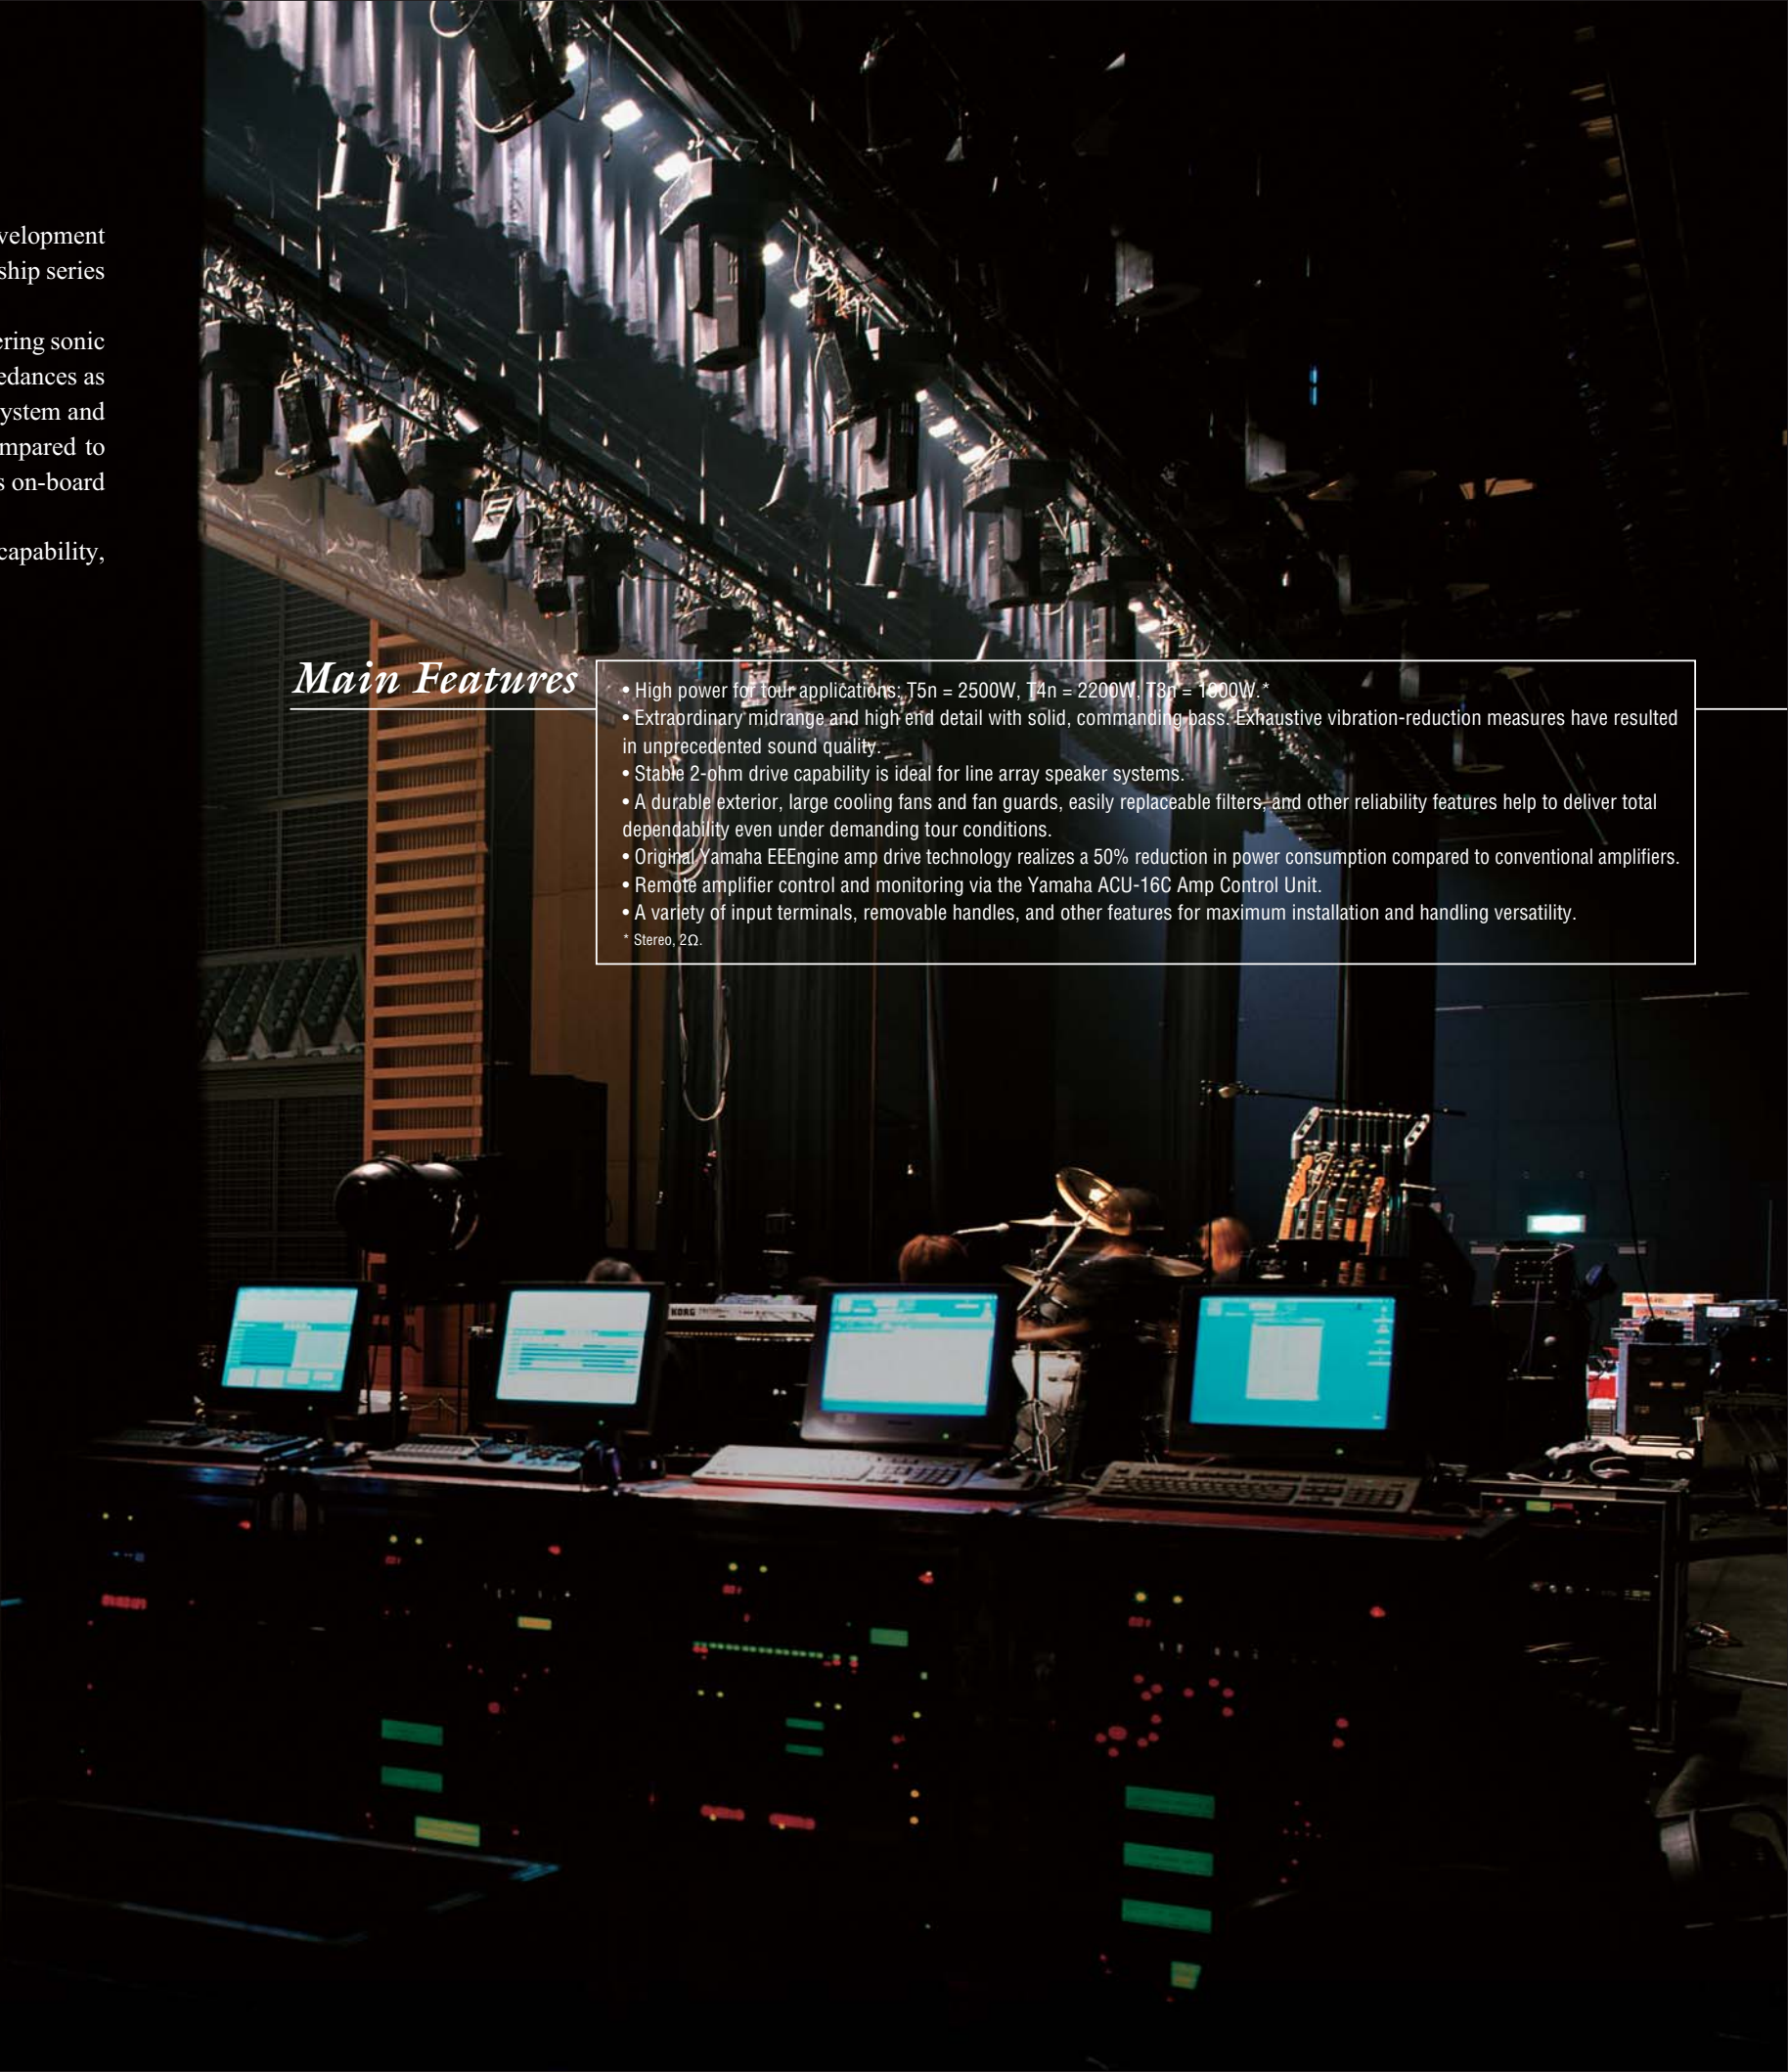 velopment
ship series
ering sonic
edances as
ystem and
mpared to
s on-board
capability,
Main Features
• High power for tour applications: T5n = 2500W, T4n = 2200W, T3n = 1900W.*
• Extraordinary midrange and high end detail with solid, commanding bass. Exhaustive vibration-reduction measures have resulted
in unprecedented sound quality.
• Stable 2-ohm drive capability is ideal for line array speaker systems.
• A durable exterior, large cooling fans and fan guards, easily replaceable filters, and other reliability features help to deliver total
dependability even under demanding tour conditions.
• Original Yamaha EEEngine amp drive technology realizes a 50% reduction in power consumption compared to conventional amplifiers.
• Remote amplifier control and monitoring via the Yamaha ACU-16C Amp Control Unit.
• A variety of input terminals, removable handles, and other features for maximum installation and handling versatility.
* Stereo, 2Ω.
KORG